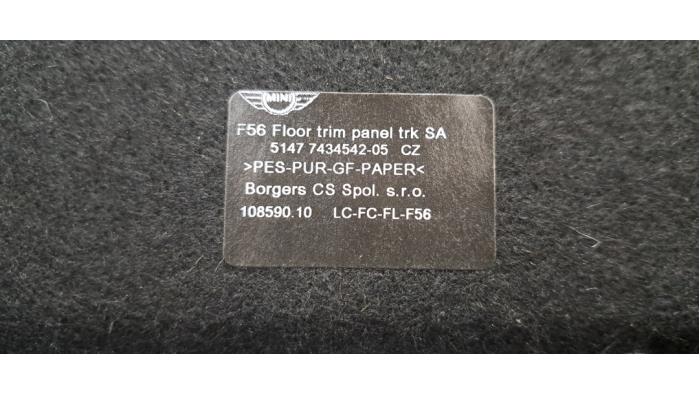 MINI
F56 Floor trim panel trk SA
5147 7434542-05 CZ
>PES-PUR-GF-PAPER<
Borgers CS Spol. s.r.o.
108590.10 LC-FC-FL-F56